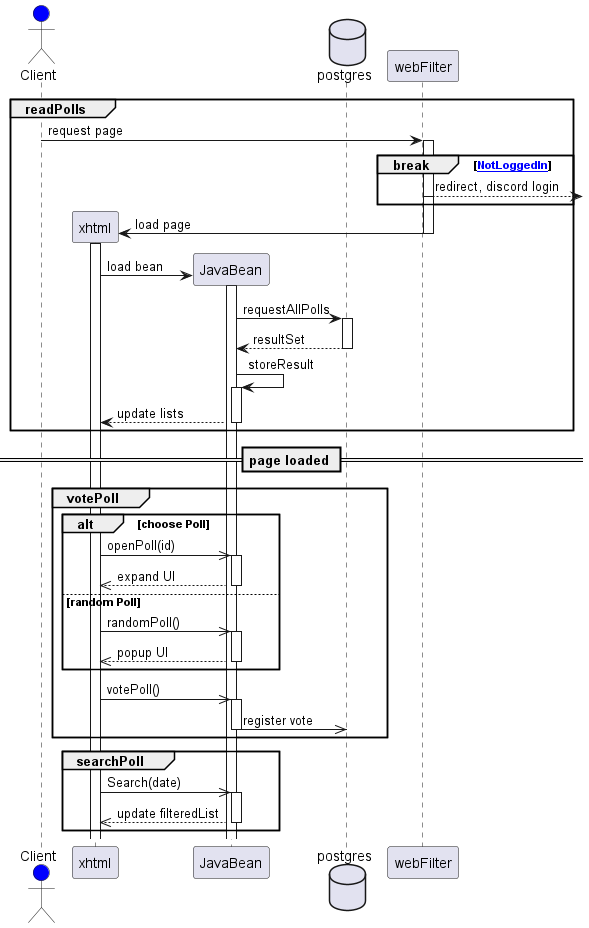 Client
postgres
webFilter
readPolls
request page
break [NotLoggedIn]
redirect, discord login
xhtml
load page
load bean
JavaBean
requestAllPolls
resultSet
storeResult
update lists
page loaded
votePoll
alt [choose Poll]
openPoll(id)
expand UI
[random Poll]
randomPoll()
popup UI
votePoll()
register vote
searchPoll
Search(date)
update filteredList
Client
xhtml
JavaBean
postgres
webFilter